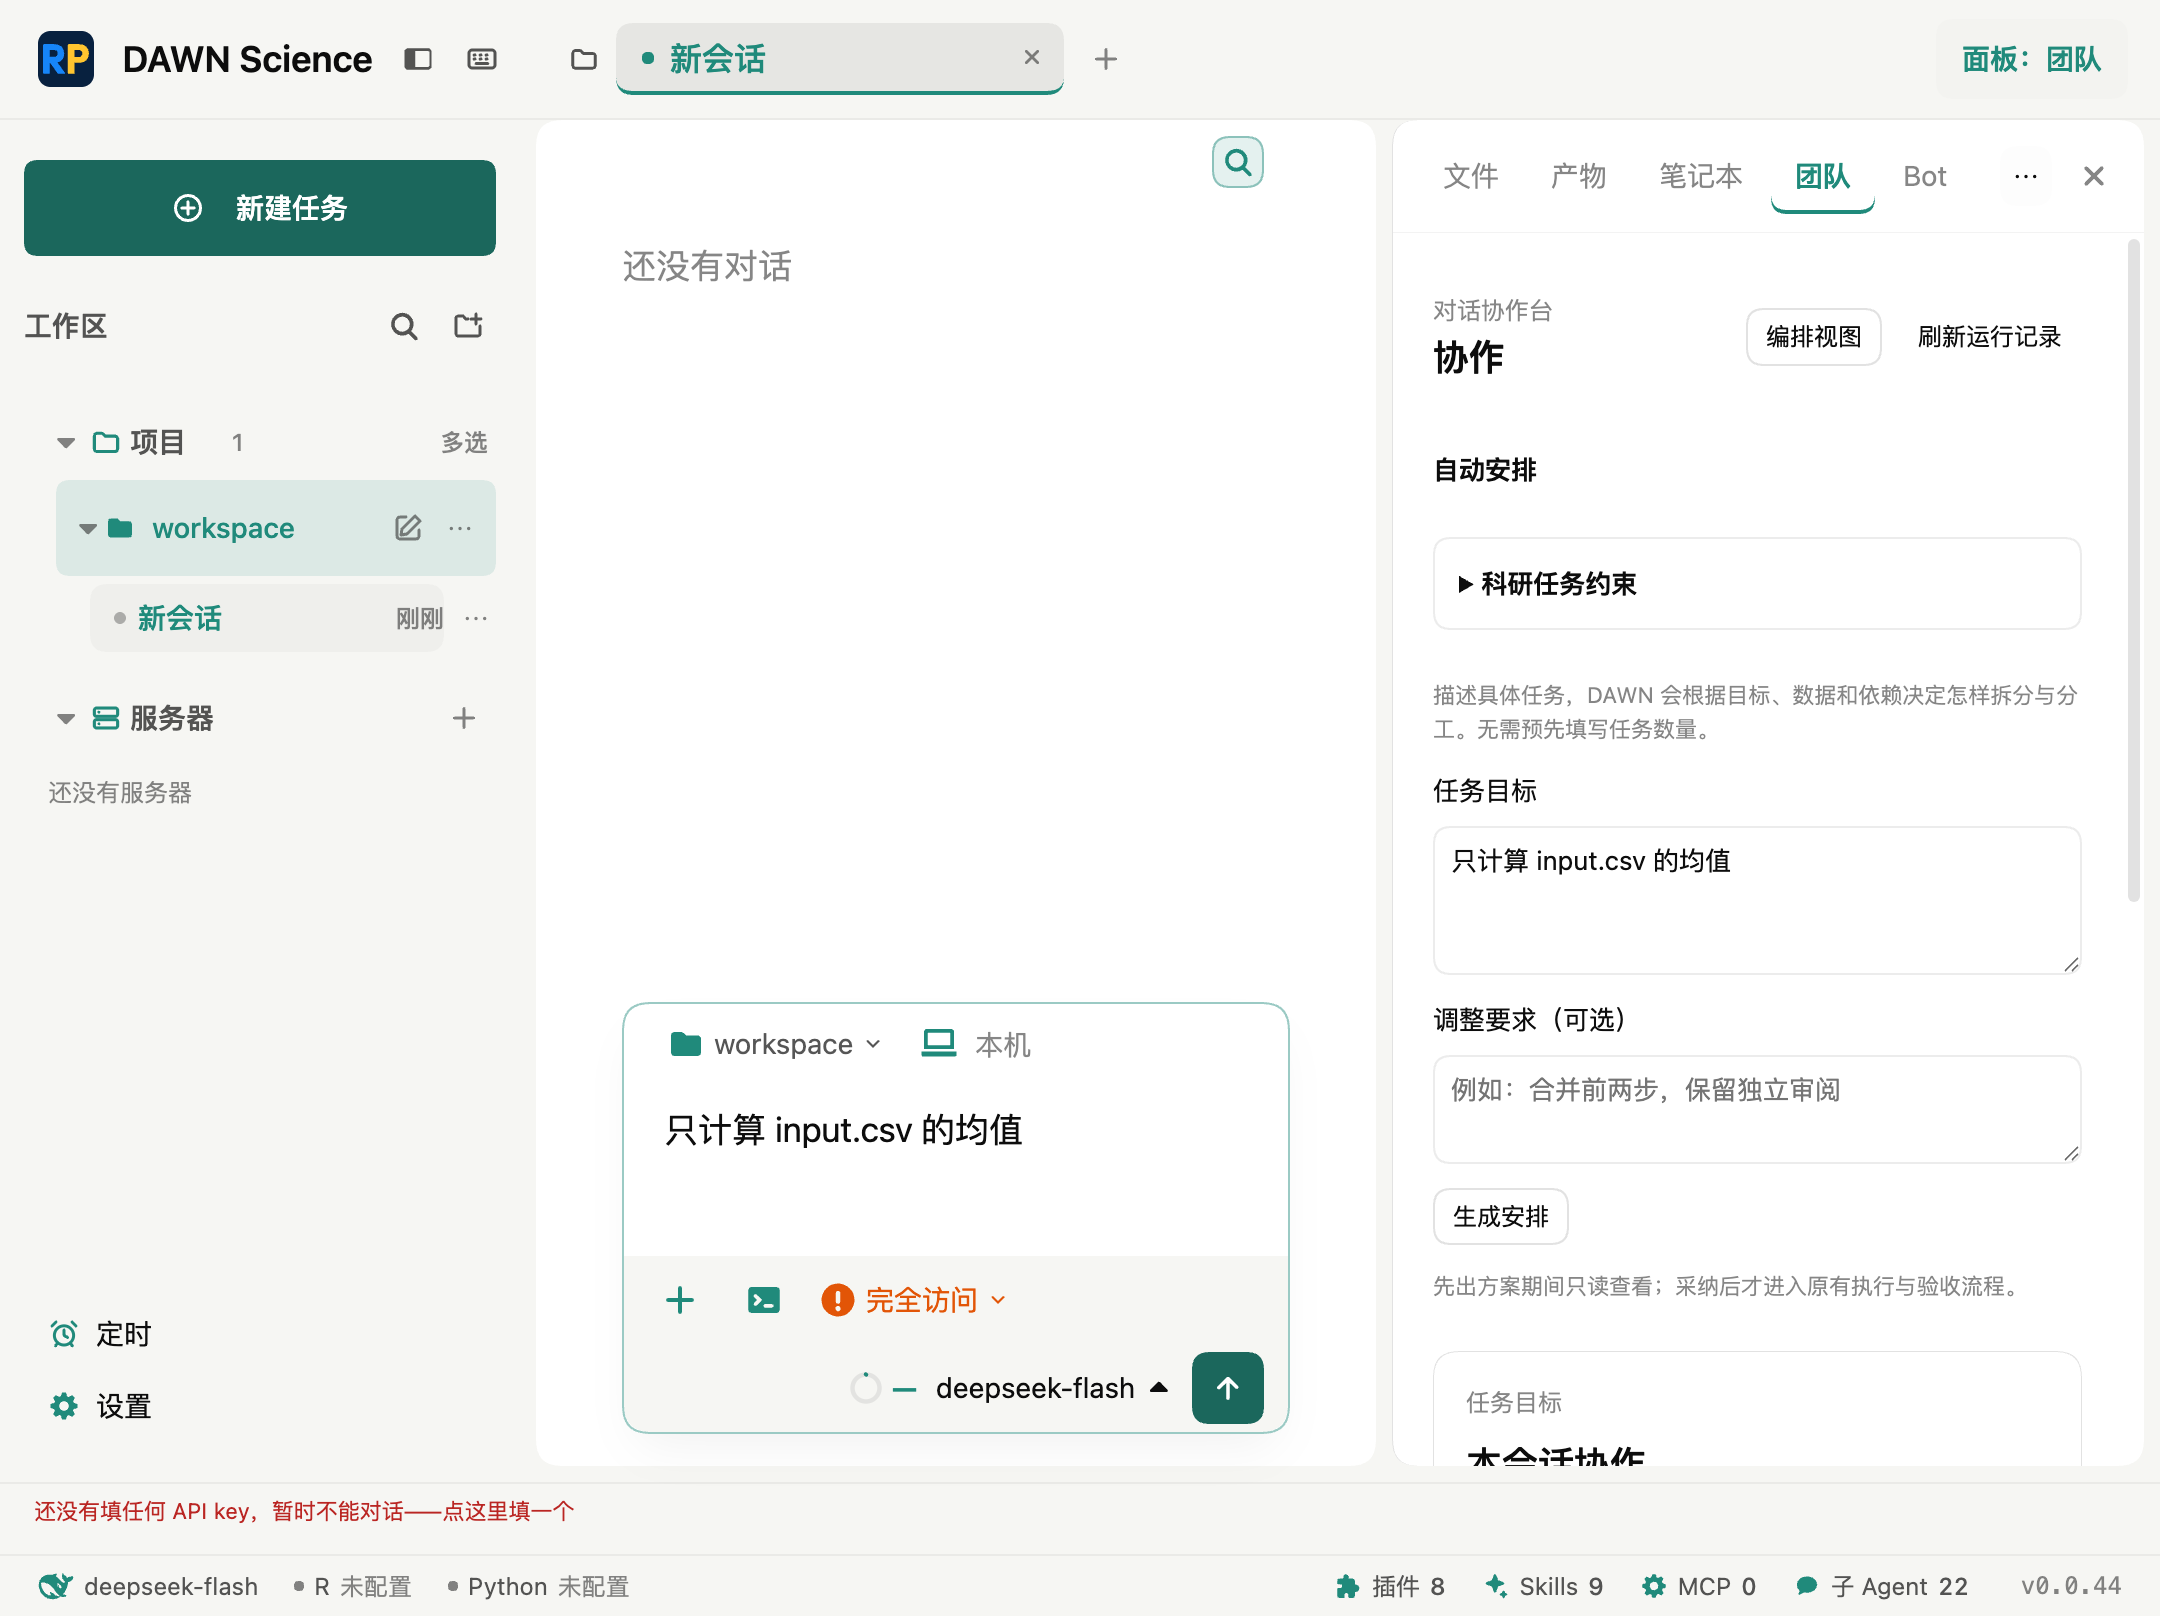 RP
DAWN Science
新会话
面板：团队
新建任务
工作区
项目 1 多选
workspace
新会话 刚刚
服务器
还没有服务器
定时
设置
还没有对话
workspace 本机
只计算 input.csv 的均值
完全访问
deepseek-flash
文件 产物 笔记本 团队 Bot
对话协作台
协作
编排视图 刷新运行记录
自动安排
科研任务约束
描述具体任务，DAWN 会根据目标、数据和依赖决定怎样拆分与分
工。无需预先填写任务数量。
任务目标
只计算 input.csv 的均值
调整要求（可选）
例如：合并前两步，保留独立审阅
生成安排
先出方案期间只读查看；采纳后才进入原有执行与验收流程。
任务目标
本会话协作
还没有填任何 API key，暂时不能对话——点这里填一个
deepseek-flash R 未配置 Python 未配置 插件 8 Skills 9 MCP 0 子 Agent 22 v0.0.44